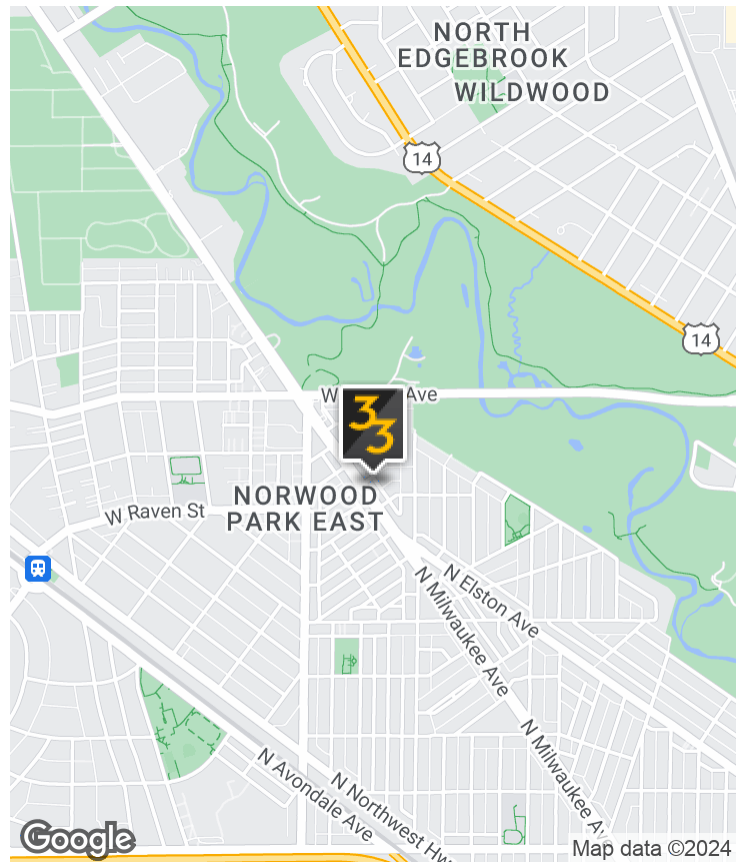 NORTH
EDGEBROOK
WILDWOOD
14
14
W
Ave
33
NORWOOD
PARK EAST
W Raven St
N Elston Ave
N Milwaukee Ave
N Milwaukee Av
N Avondale Ave
N Northwest Hw
Google
Map data ©2024